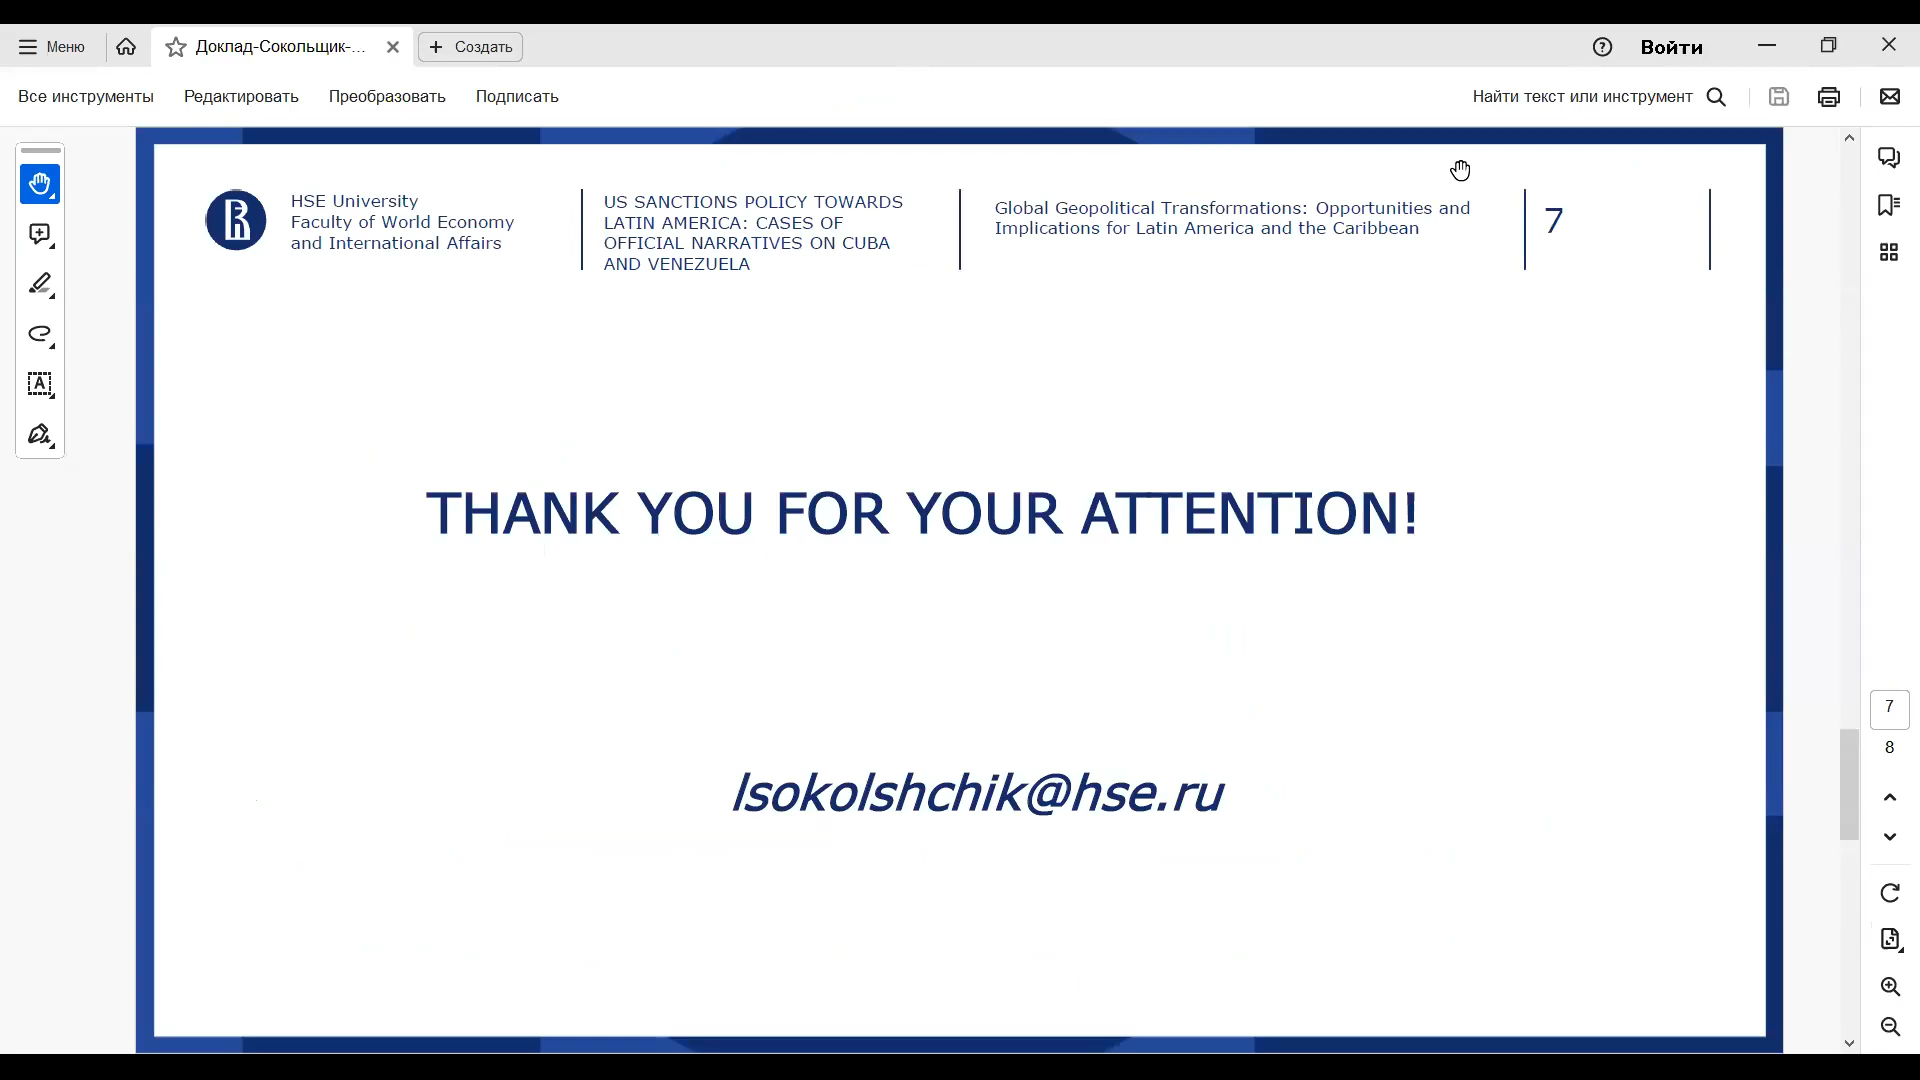 Меню
Доклад-Сокольщик-...
Создать
Войти
Все инструменты
Редактировать
Преобразовать
Подписать
Найти текст или инструмент
HSE University
Faculty of World Economy
and International Affairs
US SANCTIONS POLICY TOWARDS
LATIN AMERICA: CASES OF
OFFICIAL NARRATIVES ON CUBA
AND VENEZUELA
Global Geopolitical Transformations: Opportunities and
Implications for Latin America and the Caribbean
7
THANK YOU FOR YOUR ATTENTION!
lsokolshchik@hse.ru
7
8